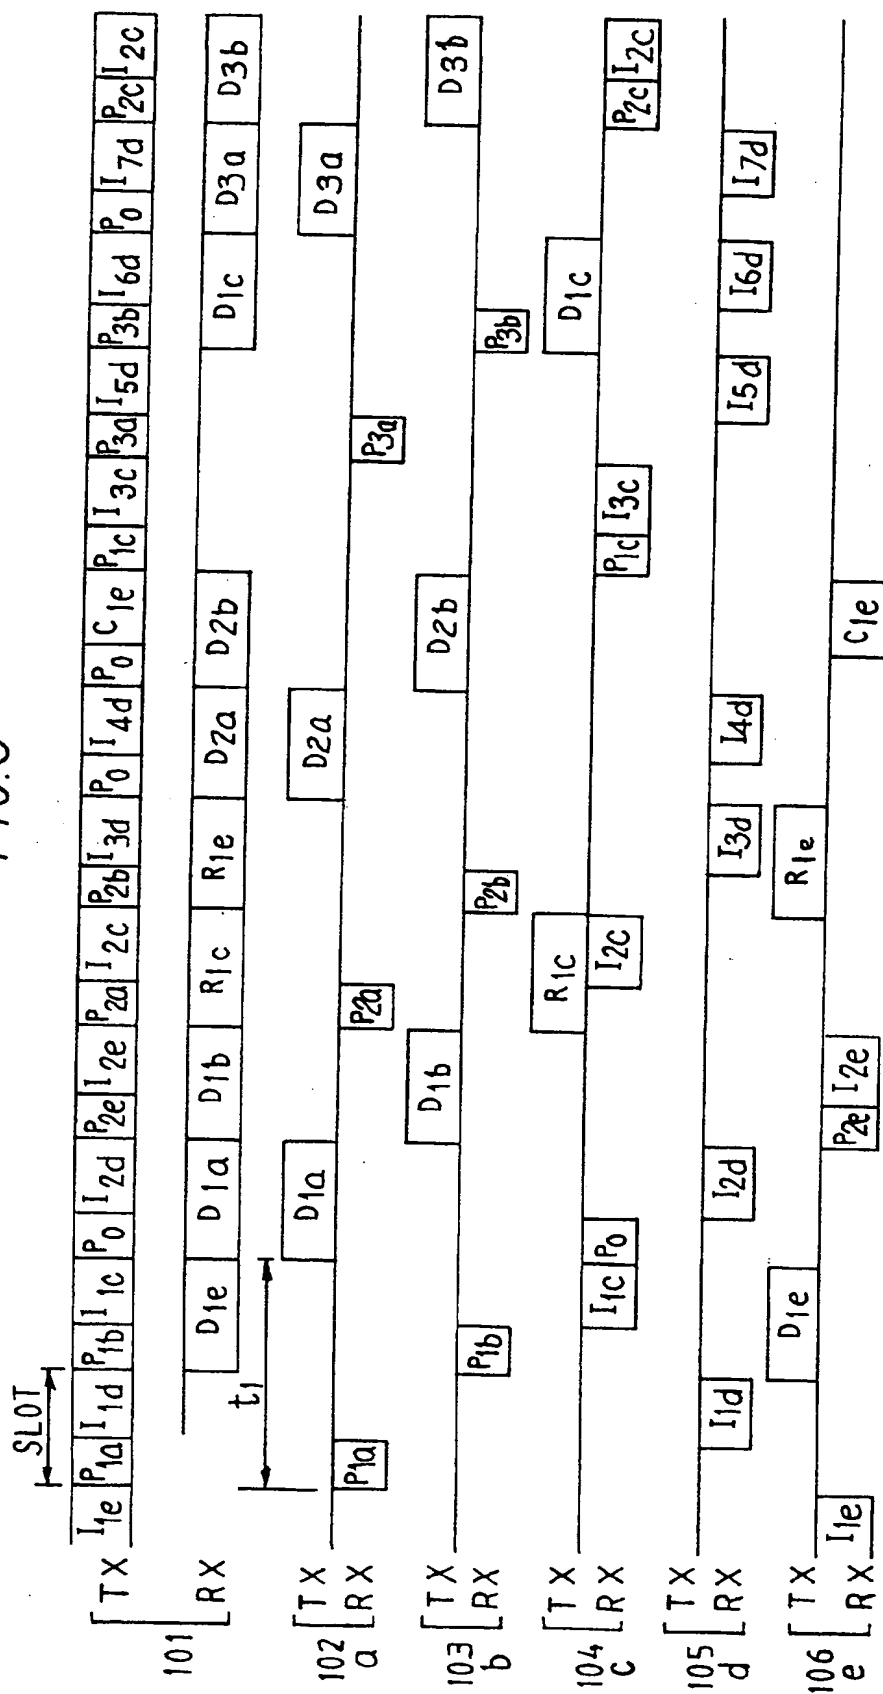 FIG.6
SLOT
I1e P1a I1d P1b I1c P0 I2d P2e I2e P2a I2c P2b I3d P0 I4d P0 C1e P1c I3c P3a I5d P3b I6d P0 I7d P2c I2c
101 TX RX
D1e D1a D1b R1c R1e D2a D2b D1c D3a D3b
t1
102 a TX RX
D1a D2a D3a
P1a P2a P3a
103 b TX RX
D1b D2b D3b
P1b P2b P3b
104 c TX RX
R1c D1c
I1c P0 I2c P1c I3c P2c I2c
105 d TX RX
I1d I2d I3d I4d I5d I6d I7d
106 e TX RX
D1e R1e
I1e P2e I2e C1e